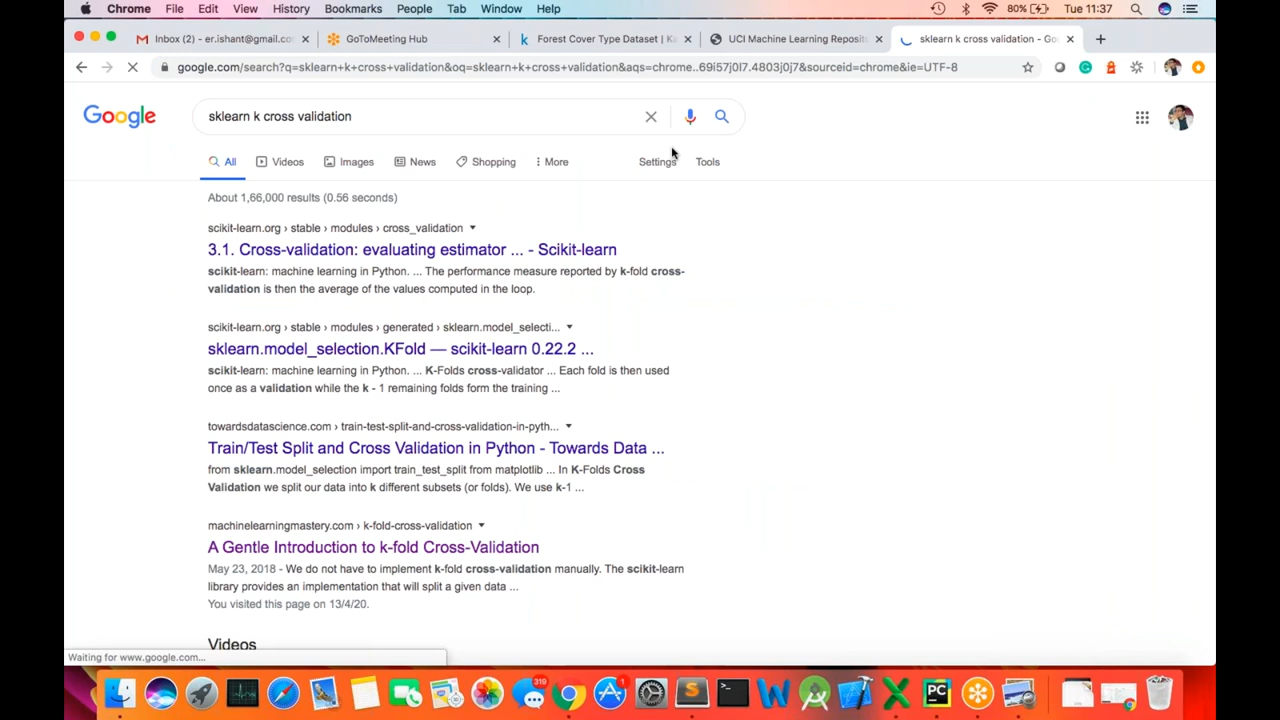 Chrome File Edit View History Bookmarks People Tab Window Help 80% Tue 11:37
Inbox (2) - er.ishant@gmail.co
GoToMeeting Hub
Forest Cover Type Dataset | Ka
UCI Machine Learning Reposit
sklearn k cross validation - Go
google.com/search?q=sklearn+k+cross+validation&oq=sklearn+k+cross+validation&aqs=chrome..69i57j0l7.4803j0j7&sourceid=chrome&ie=UTF-8
Google
sklearn k cross validation
All Videos Images News Shopping More Settings Tools
About 1,66,000 results (0.56 seconds)
scikit-learn.org › stable › modules › cross_validation
3.1. Cross-validation: evaluating estimator ... - Scikit-learn
scikit-learn: machine learning in Python. ... The performance measure reported by k-fold cross-
validation is then the average of the values computed in the loop.
scikit-learn.org › stable › modules › generated › sklearn.model_selecti...
sklearn.model_selection.KFold — scikit-learn 0.22.2 ...
scikit-learn: machine learning in Python. ... K-Folds cross-validator ... Each fold is then used
once as a validation while the k - 1 remaining folds form the training ...
towardsdatascience.com › train-test-split-and-cross-validation-in-pyth...
Train/Test Split and Cross Validation in Python - Towards Data ...
from sklearn.model_selection import train_test_split from matplotlib ... In K-Folds Cross
Validation we split our data into k different subsets (or folds). We use k-1 ...
machinelearningmastery.com › k-fold-cross-validation
A Gentle Introduction to k-fold Cross-Validation
May 23, 2018 - We do not have to implement k-fold cross-validation manually. The scikit-learn
library provides an implementation that will split a given data ...
You visited this page on 13/4/20.
Videos
Waiting for www.google.com...
319
1
PC